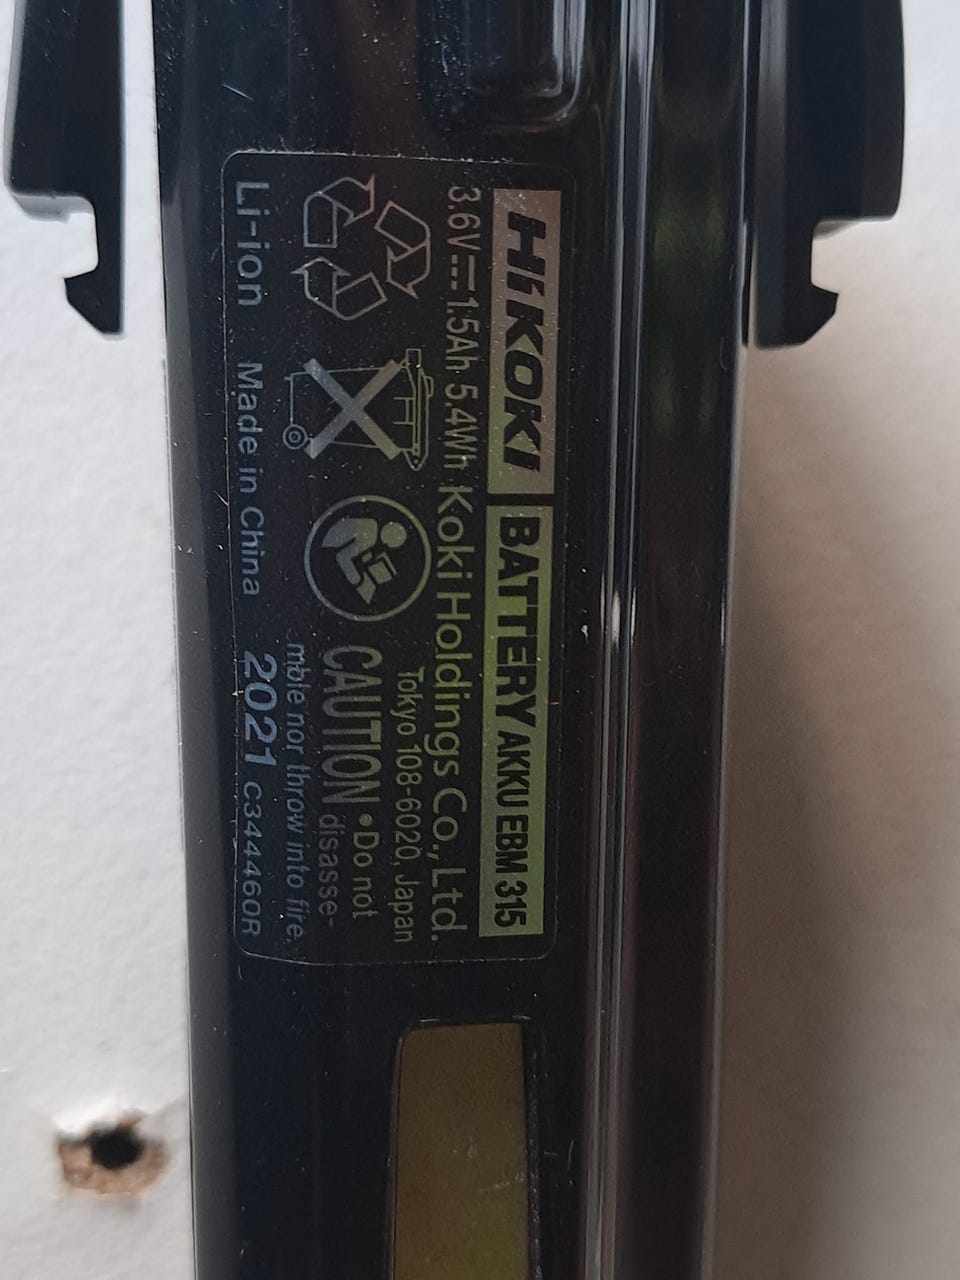 HiKOKI BATTERY AKKU EBM 315
3.6V⎓1.5Ah 5.4Wh Koki Holdings Co., Ltd.
Tokyo 108-6020, Japan
CAUTION • Do not
disasse-
mble nor throw into fire.
Li-ion Made in China 2021 C344460R